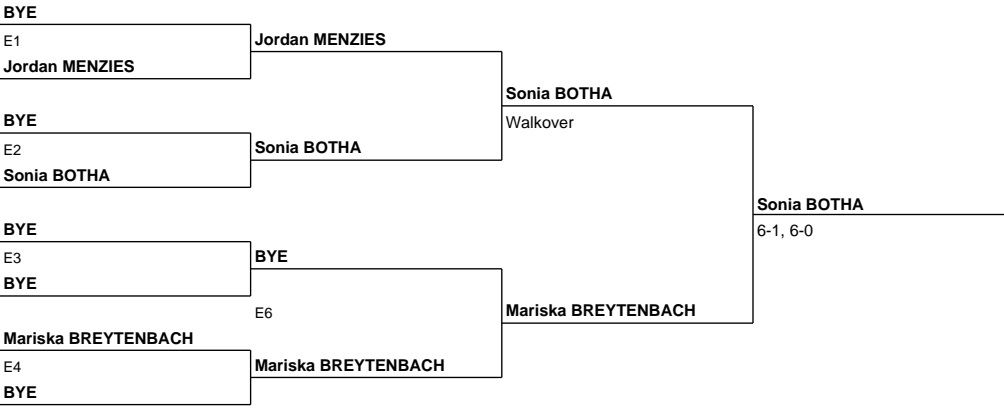 BYE
E1
Jordan MENZIES
Jordan MENZIES
BYE
E2
Sonia BOTHA
Sonia BOTHA
Sonia BOTHA
Walkover
BYE
E3
BYE
BYE
E6
Mariska BREYTENBACH
E4
BYE
Mariska BREYTENBACH
Mariska BREYTENBACH
Sonia BOTHA
6-1, 6-0